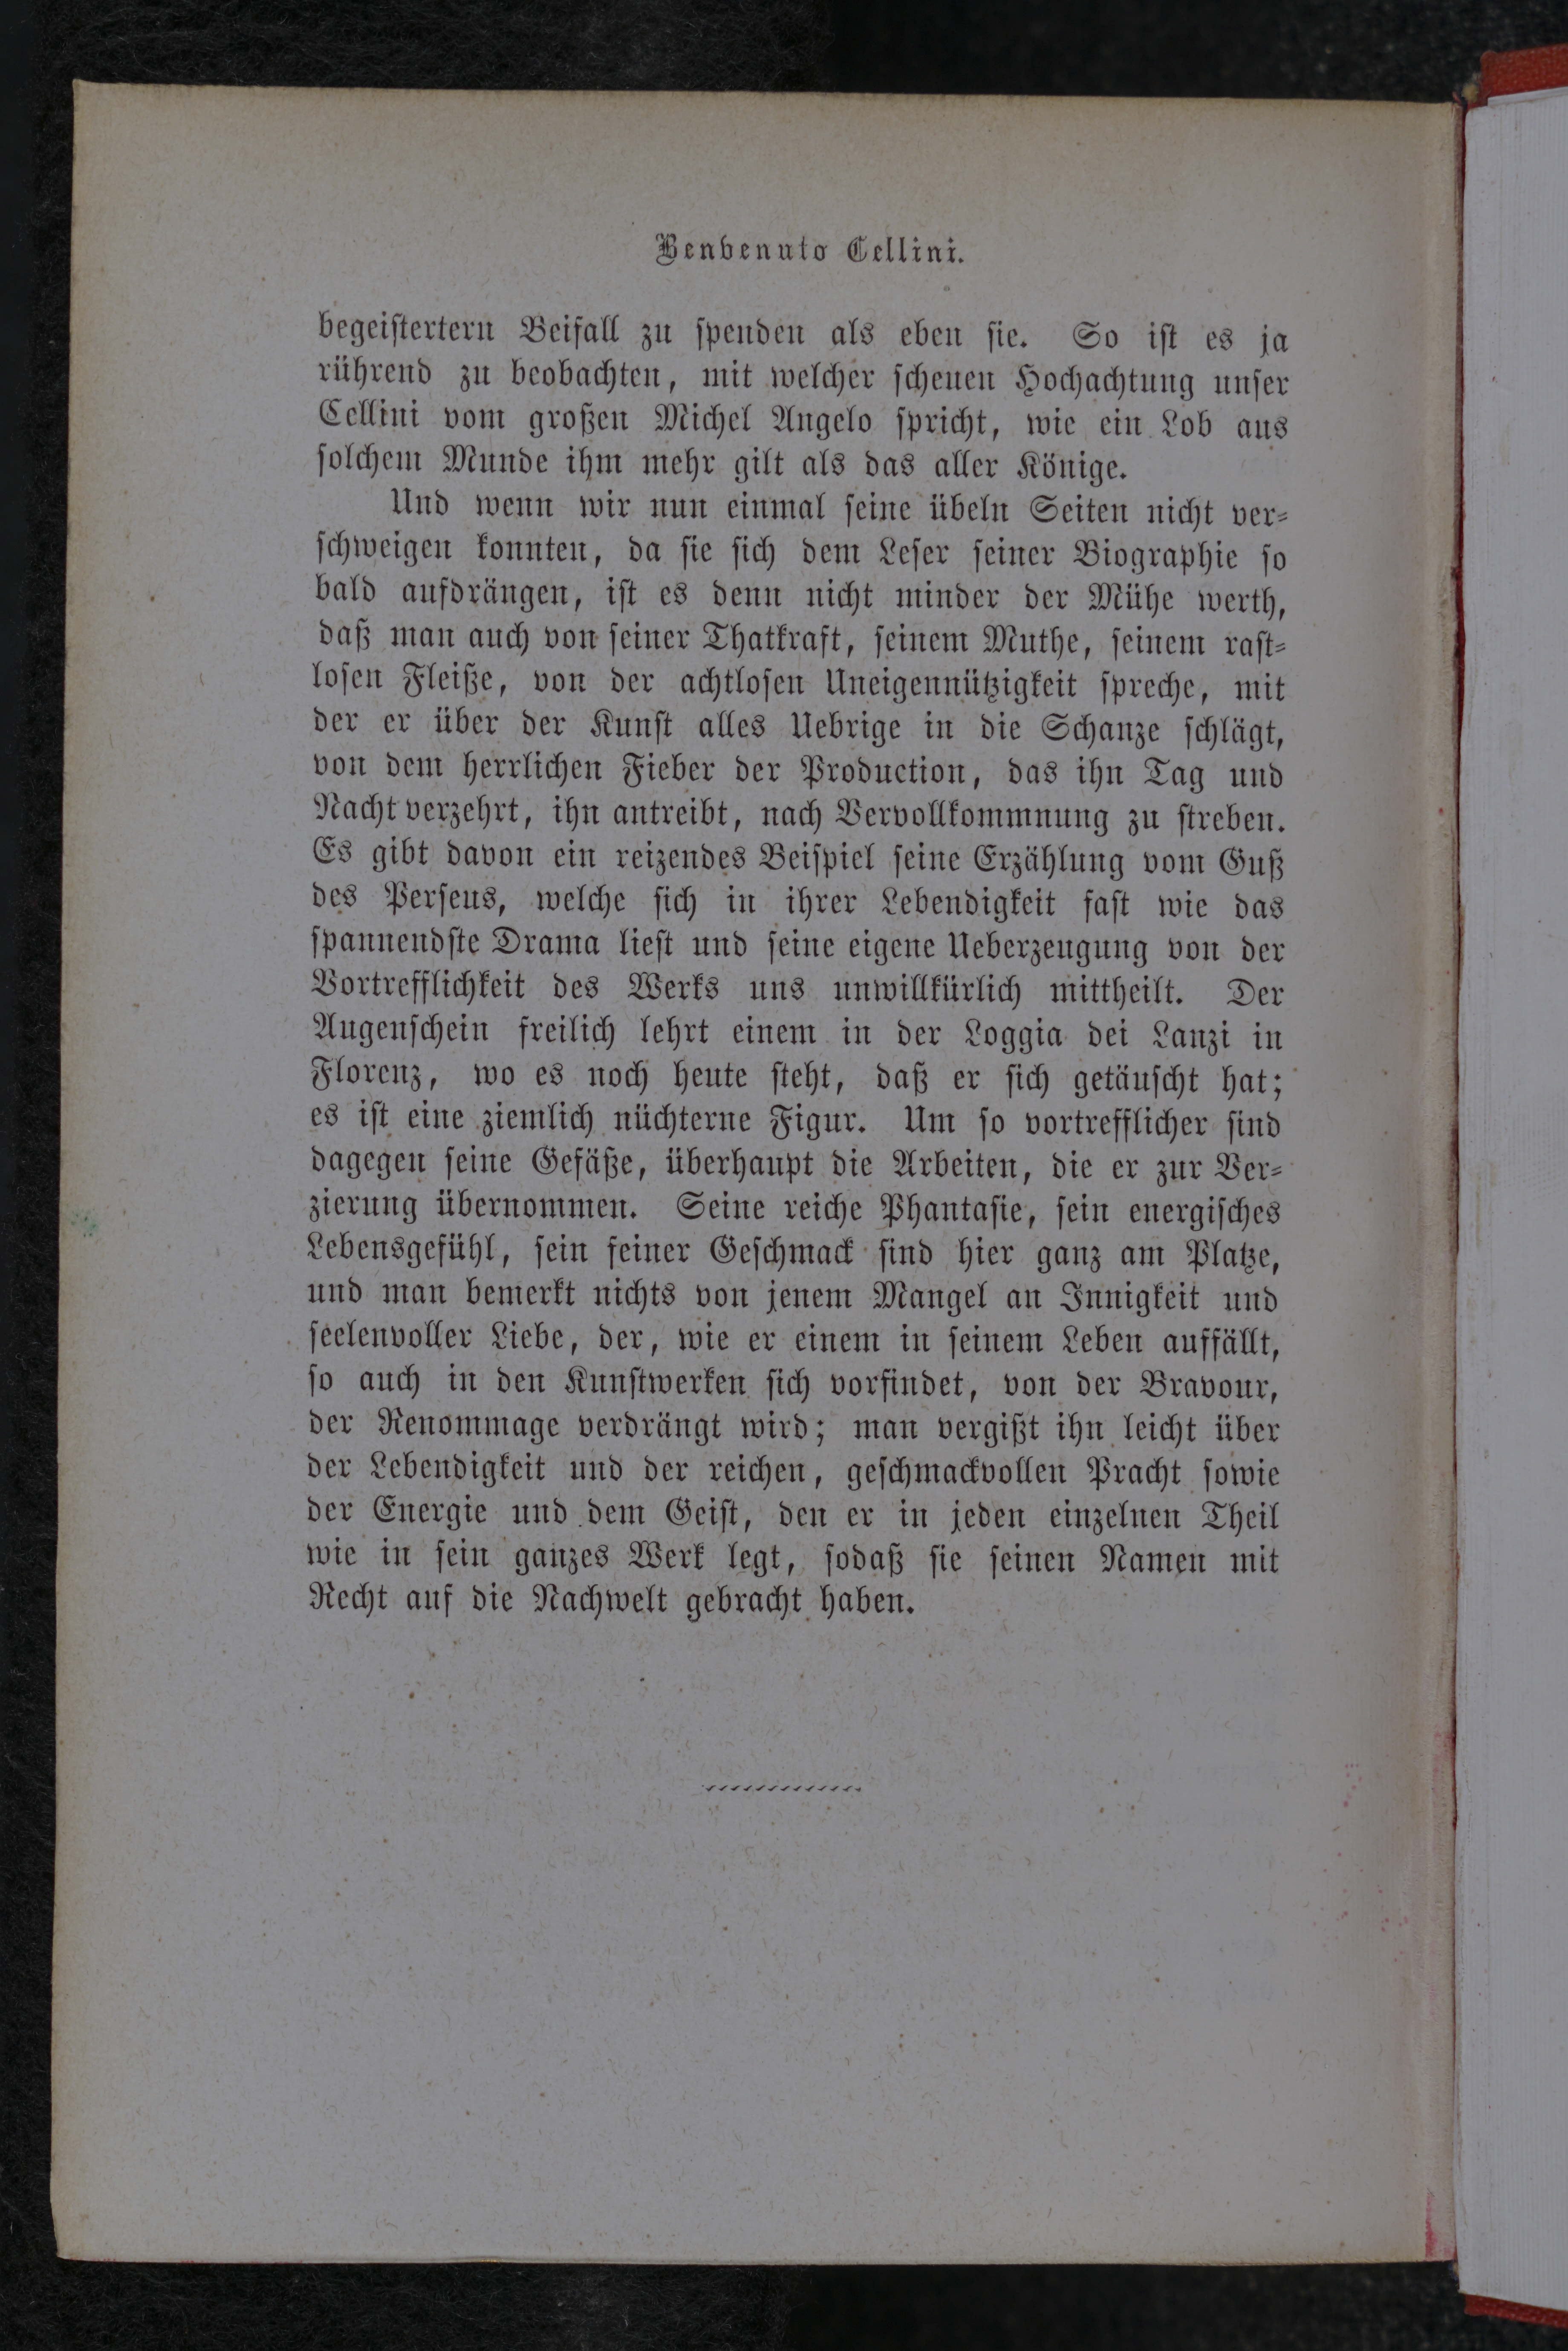 Benvenuto Cellini.
begeistertern Beifall zu spenden als eben sie. So ist es ja
rührend zu beobachten, mit welcher scheuen Hochachtung unser
Cellini vom großen Michel Angelo spricht, wie ein Lob aus
solchem Munde ihm mehr gilt als das aller Könige.
Und wenn wir nun einmal seine übeln Seiten nicht ver-
schweigen konnten, da sie sich dem Leser seiner Biographie so
bald aufdrängen, ist es denn nicht minder der Mühe werth,
daß man auch von seiner Thatkraft, seinem Muthe, seinem rast-
losen Fleiße, von der achtlosen Uneigennützigkeit spreche, mit
der er über der Kunst alles Uebrige in die Schanze schlägt,
von dem herrlichen Fieber der Production, das ihn Tag und
Nacht verzehrt, ihn antreibt, nach Vervollkommnung zu streben.
Es gibt davon ein reizendes Beispiel seine Erzählung vom Guß
des Perseus, welche sich in ihrer Lebendigkeit fast wie das
spannendste Drama liest und seine eigene Ueberzeugung von der
Vortrefflichkeit des Werks uns unwillkürlich mittheilt. Der
Augenschein freilich lehrt einem in der Loggia dei Lanzi in
Florenz, wo es noch heute steht, daß er sich getäuscht hat;
es ist eine ziemlich nüchterne Figur. Um so vortrefflicher sind
dagegen seine Gefäße, überhaupt die Arbeiten, die er zur Ver-
zierung übernommen. Seine reiche Phantasie, sein energisches
Lebensgefühl, sein feiner Geschmack sind hier ganz am Platze,
und man bemerkt nichts von jenem Mangel an Innigkeit und
seelenvoller Liebe, der, wie er einem in seinem Leben auffällt,
so auch in den Kunstwerken sich vorfindet, von der Bravour,
der Renommage verdrängt wird; man vergißt ihn leicht über
der Lebendigkeit und der reichen, geschmackvollen Pracht sowie
der Energie und dem Geist, den er in jeden einzelnen Theil
wie in sein ganzes Werk legt, sodaß sie seinen Namen mit
Recht auf die Nachwelt gebracht haben.